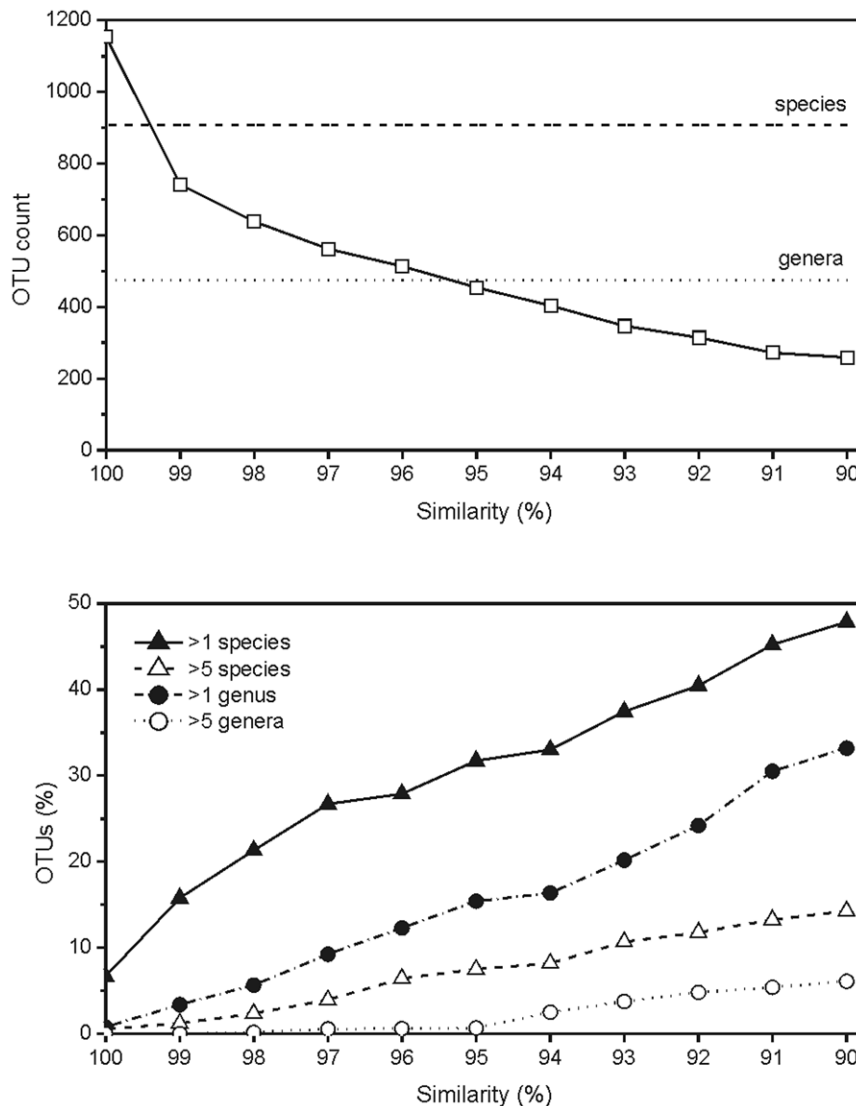 1200
1000
800
600
400
200
0
OTU count
species
genera
100 99 98 97 96 95 94 93 92 91 90
Similarity (%)
50
40
30
20
10
0
OTUs (%)
>1 species
>5 species
>1 genus
>5 genera
100 99 98 97 96 95 94 93 92 91 90
Similarity (%)